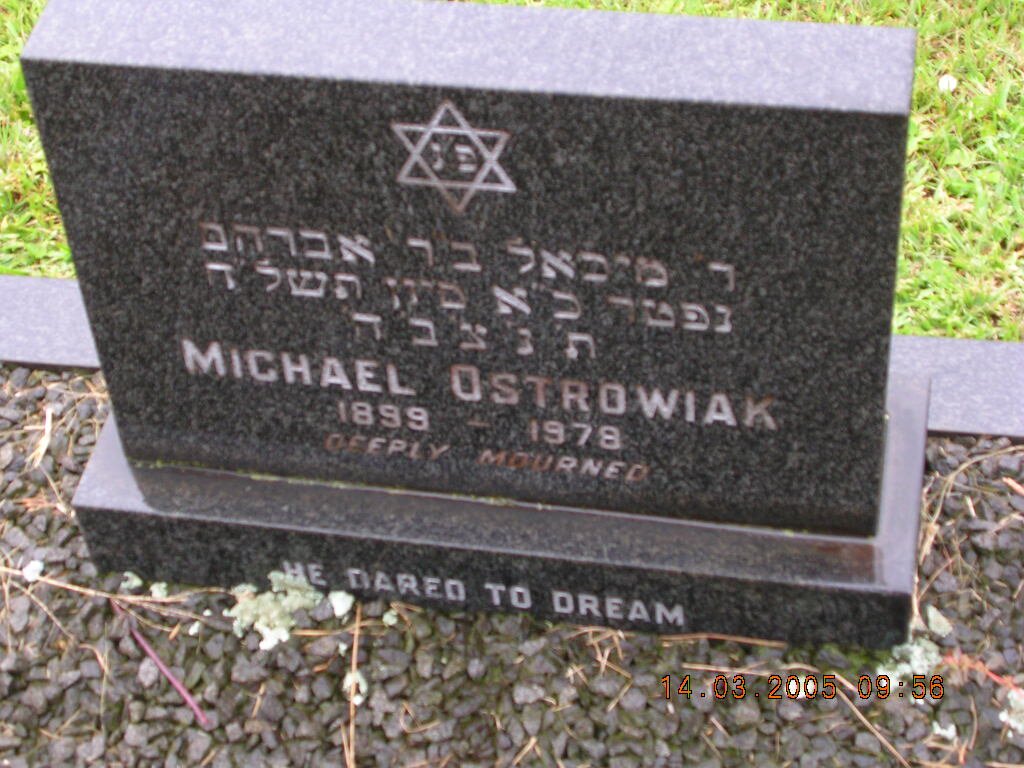 פ נ
ר' מיכאל ב"ר אברהם
נפטר כ"א סיון תשל"ח
ת נ צ ב ה
MICHAEL OSTROWIAK
1899 - 1978
DEEPLY MOURNED
HE DARED TO DREAM
14.03.2005 09:56